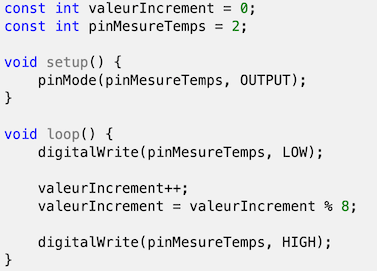 const int valeurIncrement = 0;
const int pinMesureTemps = 2;

void setup() {
    pinMode(pinMesureTemps, OUTPUT);
}

void loop() {
    digitalWrite(pinMesureTemps, LOW);

    valeurIncrement++;
    valeurIncrement = valeurIncrement % 8;

    digitalWrite(pinMesureTemps, HIGH);
}